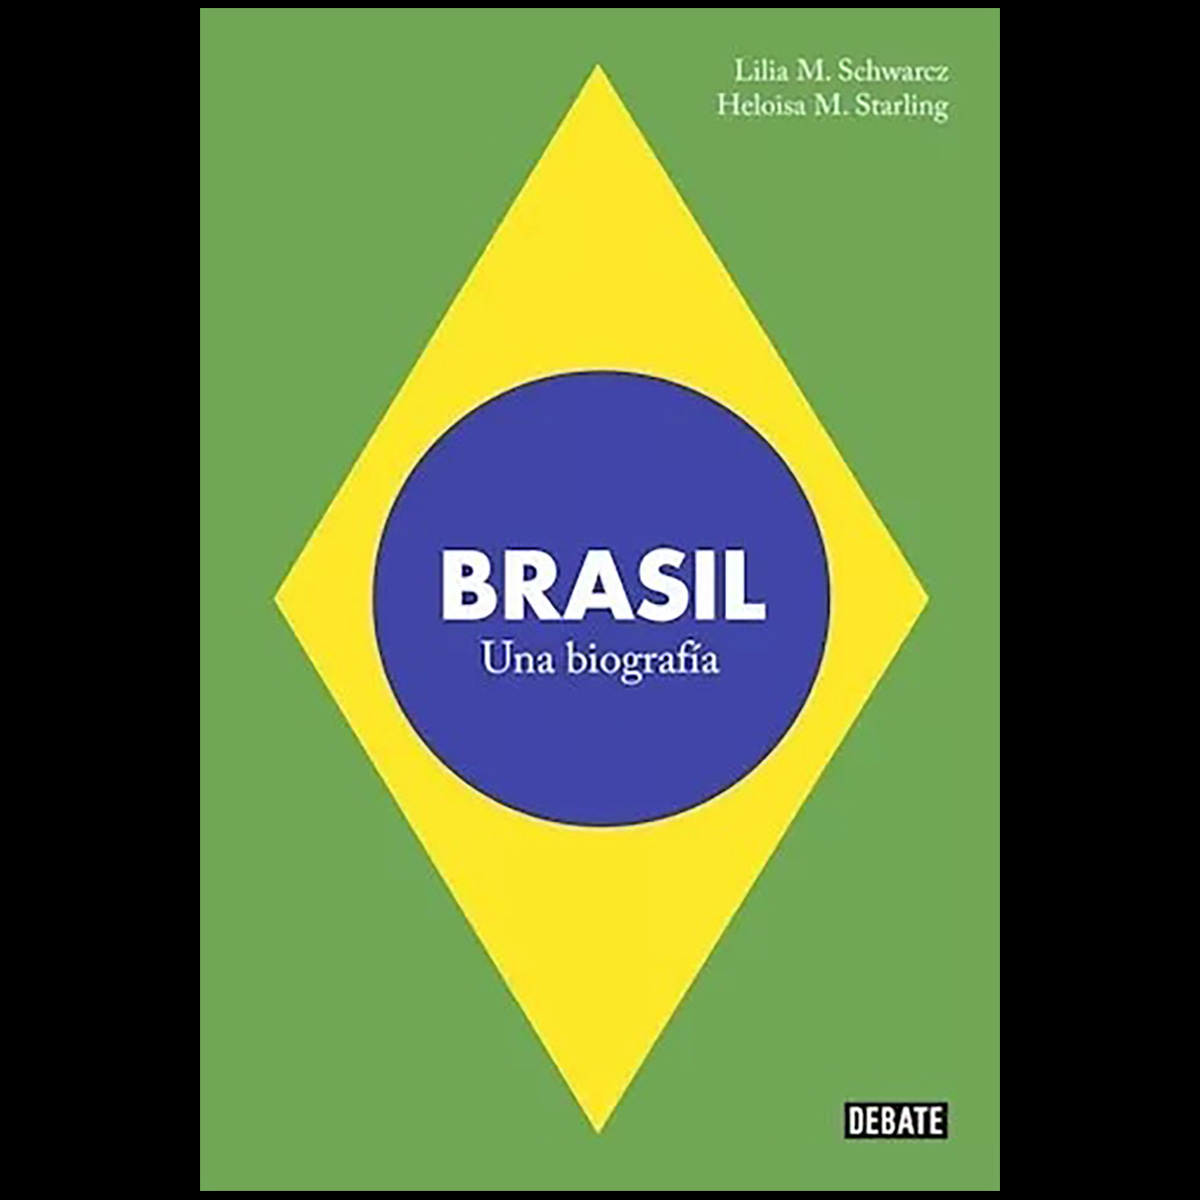 Lilia M. Schwarcz
Heloisa M. Starling
BRASIL
Una biografía
DEBATE